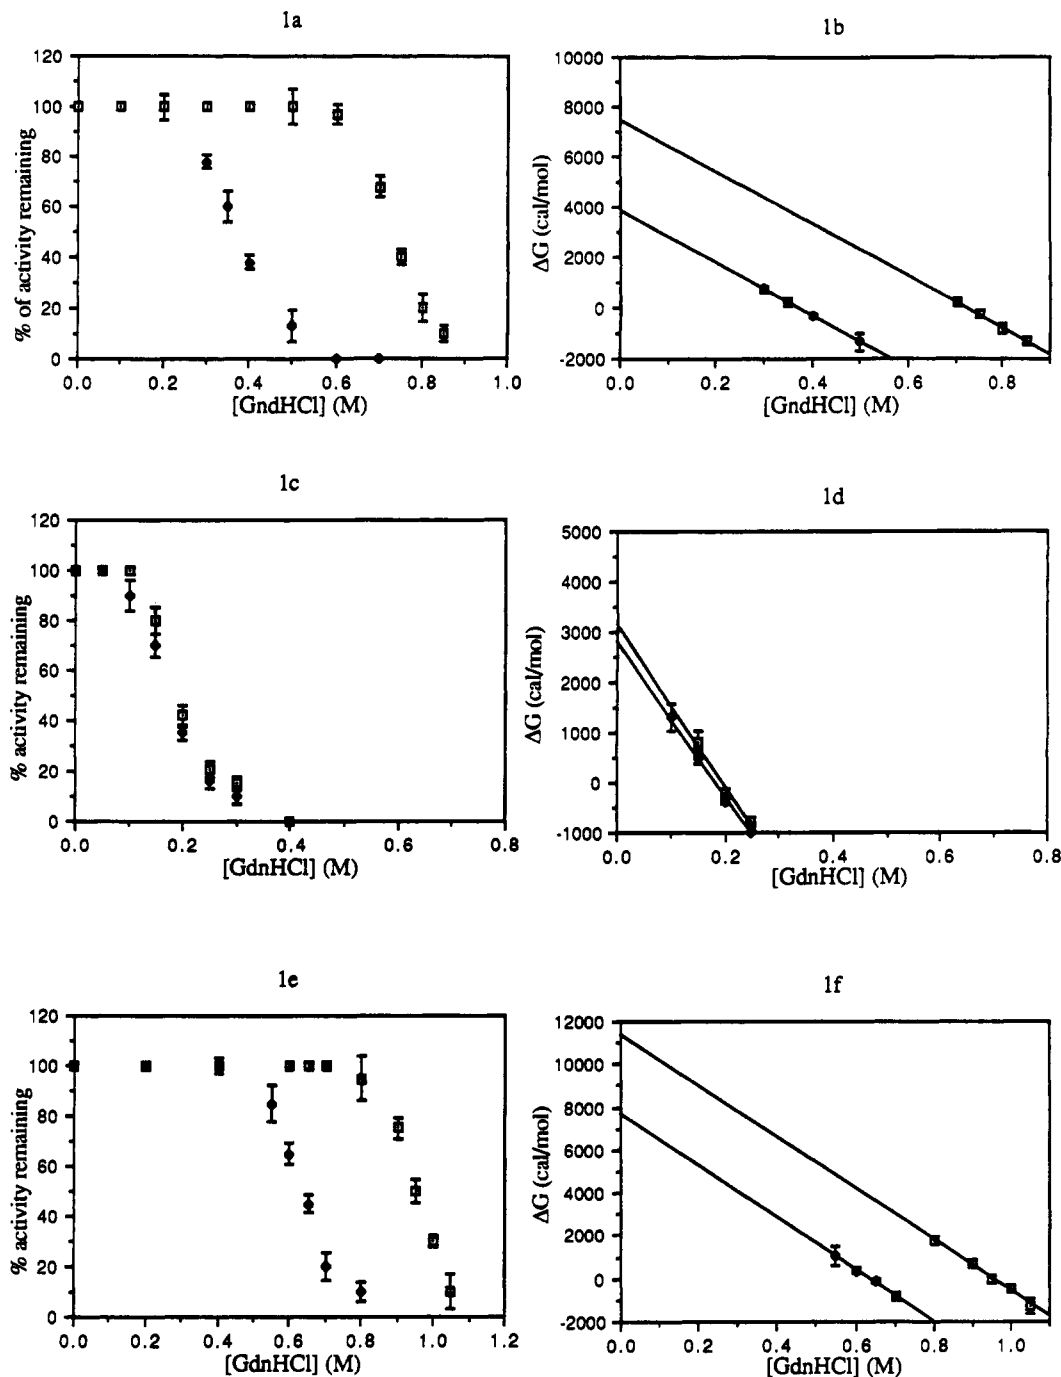 1a
120
100
80
60
40
20
0
% of activity remaining
0.0 0.2 0.4 0.6 0.8 1.0
[GndHCl] (M)
1b
10000
8000
6000
4000
2000
0
-2000
ΔG (cal/mol)
0.0 0.2 0.4 0.6 0.8
[GndHCl] (M)
1c
120
100
80
60
40
20
0
% activity remaining
0.0 0.2 0.4 0.6 0.8
[GdnHCl] (M)
1d
5000
4000
3000
2000
1000
0
-1000
ΔG (cal/mol)
0.0 0.2 0.4 0.6 0.8
[GdnHCl] (M)
1e
120
100
80
60
40
20
0
% activity remaining
0.0 0.2 0.4 0.6 0.8 1.0 1.2
[GdnHCl] (M)
1f
12000
10000
8000
6000
4000
2000
0
-2000
ΔG (cal/mol)
0.0 0.2 0.4 0.6 0.8 1.0
[GdnHCl] (M)